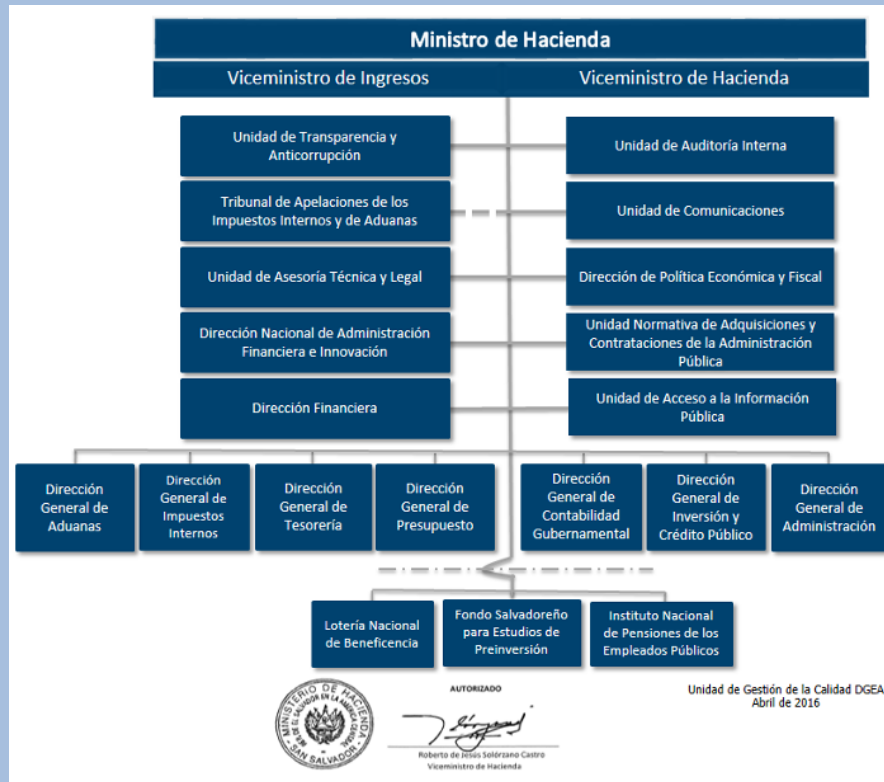 Ministro de Hacienda
Viceministro de Ingresos
Viceministro de Hacienda
Unidad de Transparencia y
Anticorrupción
Unidad de Auditoría Interna
Tribunal de Apelaciones de los
Impuestos Internos y de Aduanas
Unidad de Comunicaciones
Unidad de Asesoría Técnica y Legal
Dirección de Política Económica y Fiscal
Dirección Nacional de Administración
Financiera e Innovación
Unidad Normativa de Adquisiciones y
Contrataciones de la Administración
Pública
Dirección Financiera
Unidad de Acceso a la Información
Pública
Dirección
General de
Aduanas
Dirección
General de
Impuestos
Internos
Dirección
General de
Tesorería
Dirección
General de
Presupuesto
Dirección
General de
Contabilidad
Gubernamental
Dirección
General de
Inversión y
Crédito Público
Dirección
General de
Administración
Lotería Nacional
de Beneficencia
Fondo Salvadoreño
para Estudios de
Preinversión
Instituto Nacional
de Pensiones de los
Empleados Públicos
MINISTERIO DE HACIENDA
EL SALVADOR EN LA AMERICA CENTRAL
SAN SALVADOR
AUTORIZADO
Roberto de Jesús Solórzano Castro
Viceministro de Hacienda
Unidad de Gestión de la Calidad DGEA
Abril de 2016